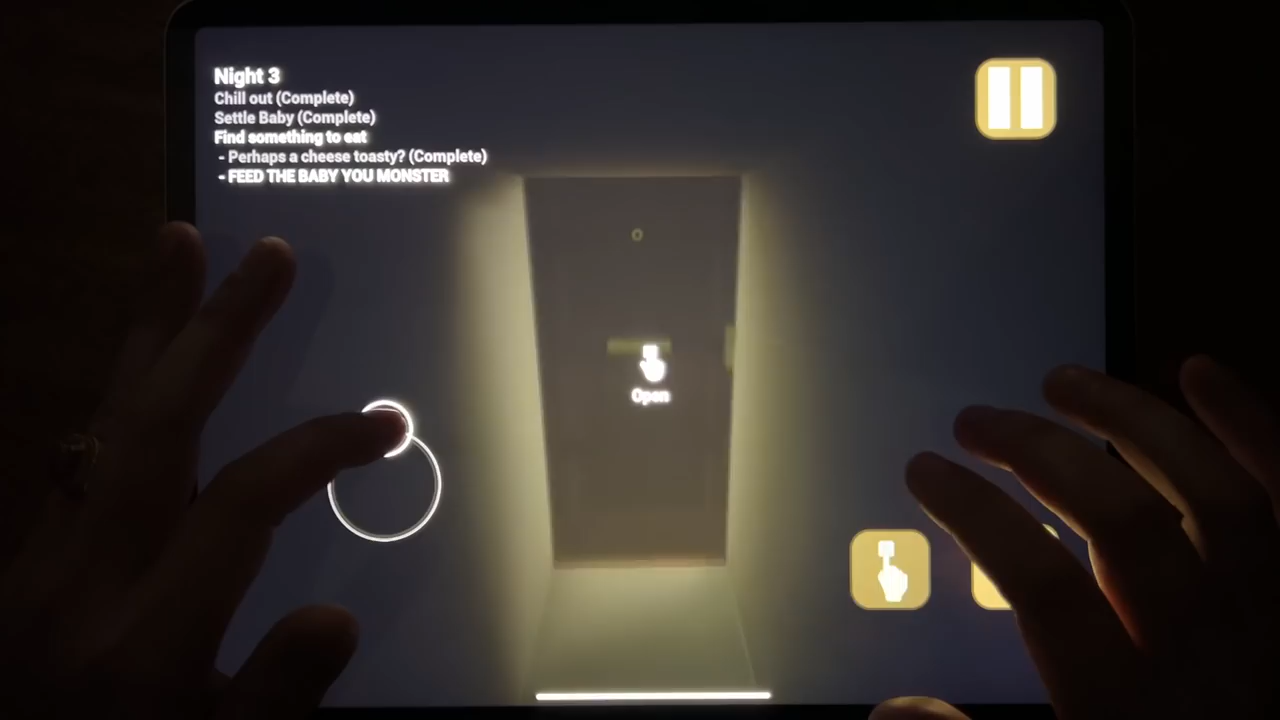 Night 3
Chill out (Complete)
Settle Baby (Complete)
Find something to eat
- Perhaps a cheese toasty? (Complete)
- FEED THE BABY YOU MONSTER
Open